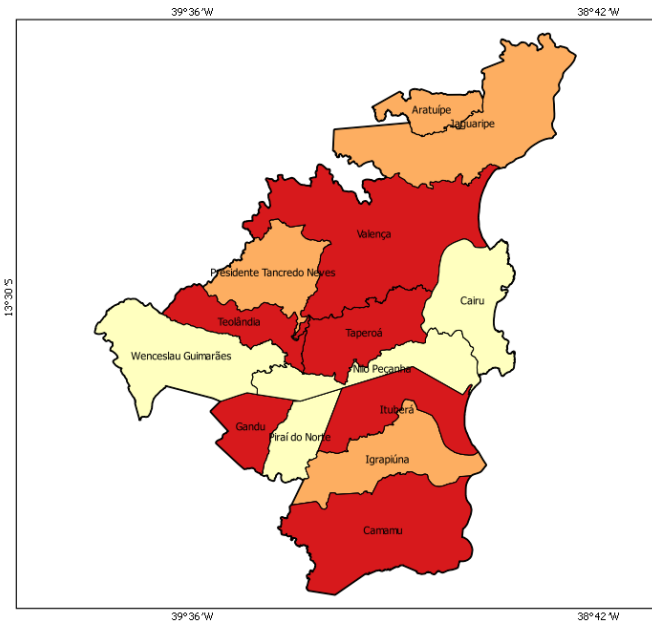 39°36'W
38°42'W
Aratuípe
Jaguaripe
Valença
Presidente Tancredo Neves
Cairu
13°30'S
Teolândia
Taperoá
Wenceslau Guimarães
Nilo Peçanha
Ituberá
Gandu
Piraí do Norte
Igrapiúna
Camamu
39°36'W
38°42'W